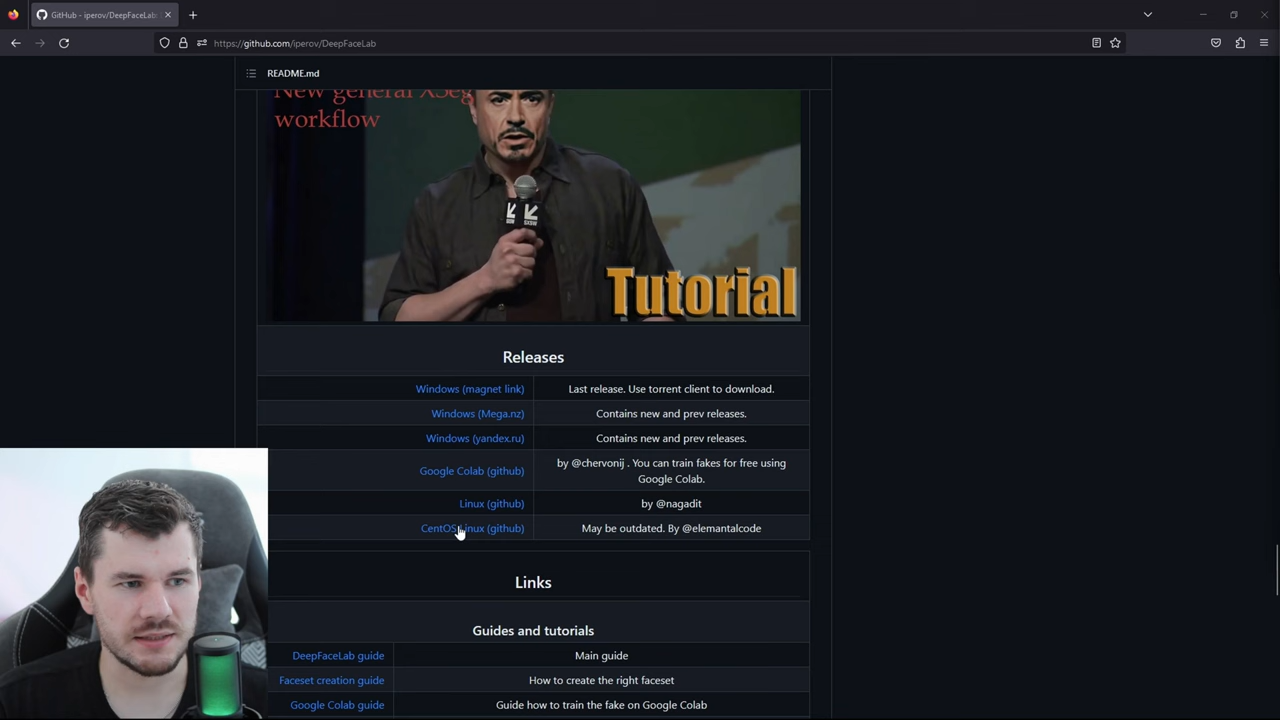 GitHub - iperov/DeepFaceLab:
https://github.com/iperov/DeepFaceLab
README.md
New general XSeg
workflow
SXSW
Tutorial
Releases
Windows (magnet link) Last release. Use torrent client to download.
Windows (Mega.nz) Contains new and prev releases.
Windows (yandex.ru) Contains new and prev releases.
Google Colab (github) by @chervonij . You can train fakes for free using
Google Colab.
Linux (github) by @nagadit
CentOS Linux (github) May be outdated. By @elemantalcode
Links
Guides and tutorials
DeepFaceLab guide Main guide
Faceset creation guide How to create the right faceset
Google Colab guide Guide how to train the fake on Google Colab